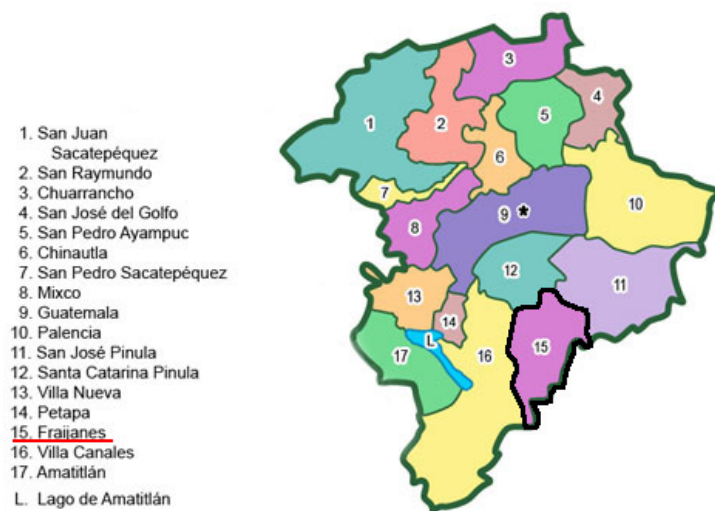 1. San Juan
Sacatepéquez
2. San Raymundo
3. Chuarrancho
4. San José del Golfo
5. San Pedro Ayampuc
6. Chinautla
7. San Pedro Sacatepéquez
8. Mixco
9. Guatemala
10. Palencia
11. San José Pinula
12. Santa Catarina Pinula
13. Villa Nueva
14. Petapa
15. Fraijanes
16. Villa Canales
17. Amatitlán
L. Lago de Amatitlán
3
4
1
2
5
6
7
10
8
9 *
12
11
13
14
L
15
16
17